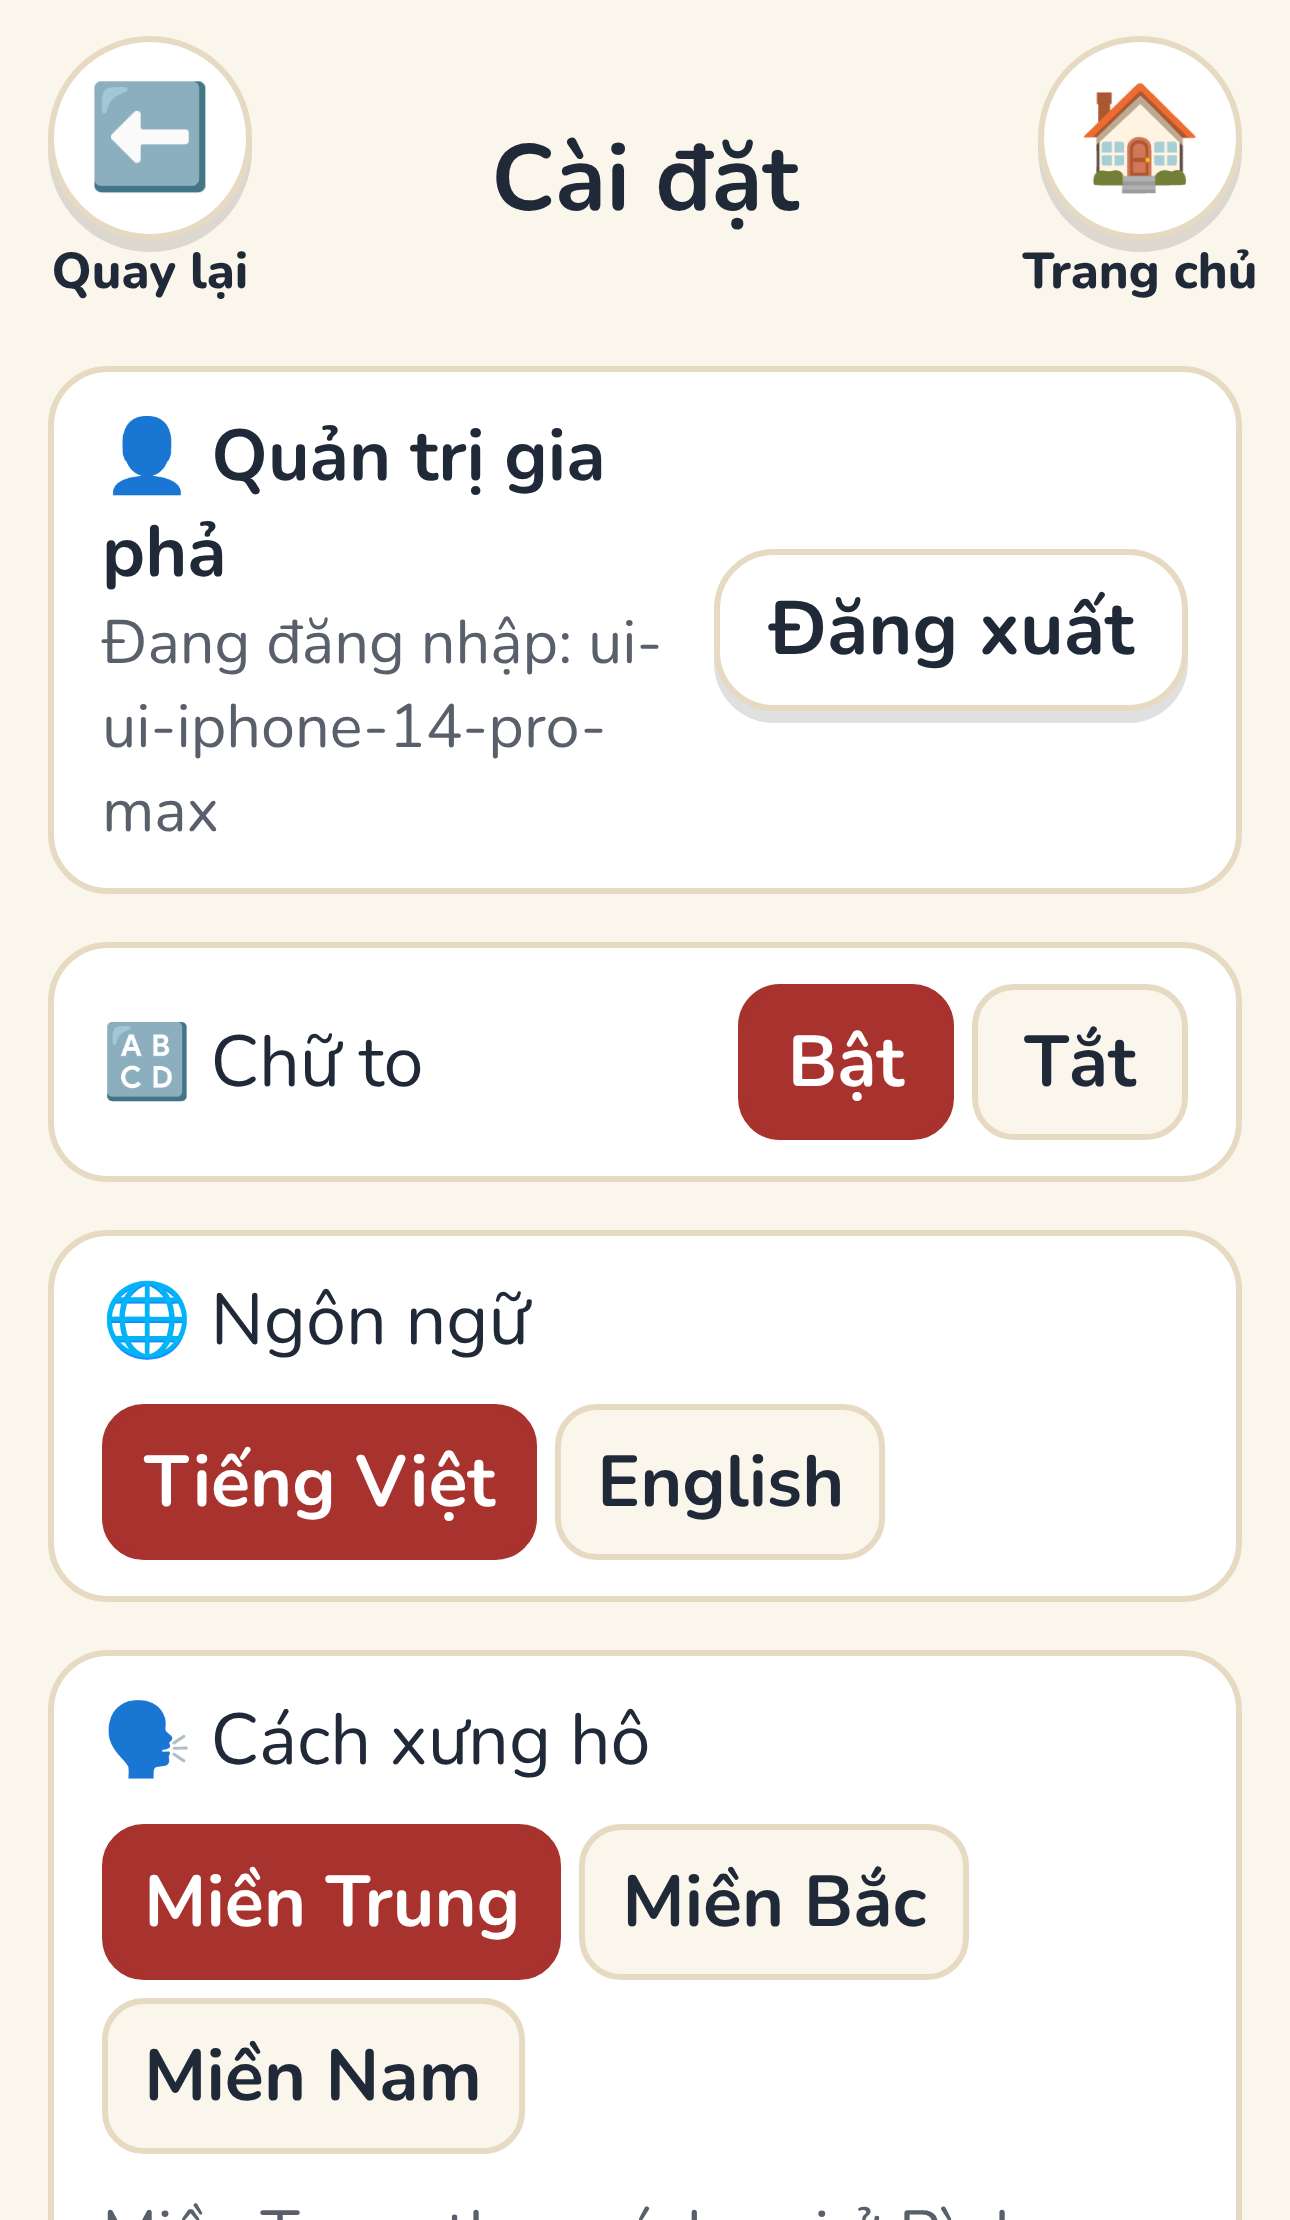 Cài đặt
Quay lại
Trang chủ
Quản trị gia
phả
Đang đăng nhập: ui-
ui-iphone-14-pro-
max
Đăng xuất
Chữ to
Bật
Tắt
Ngôn ngữ
Tiếng Việt
English
Cách xưng hô
Miền Trung
Miền Bắc
Miền Nam